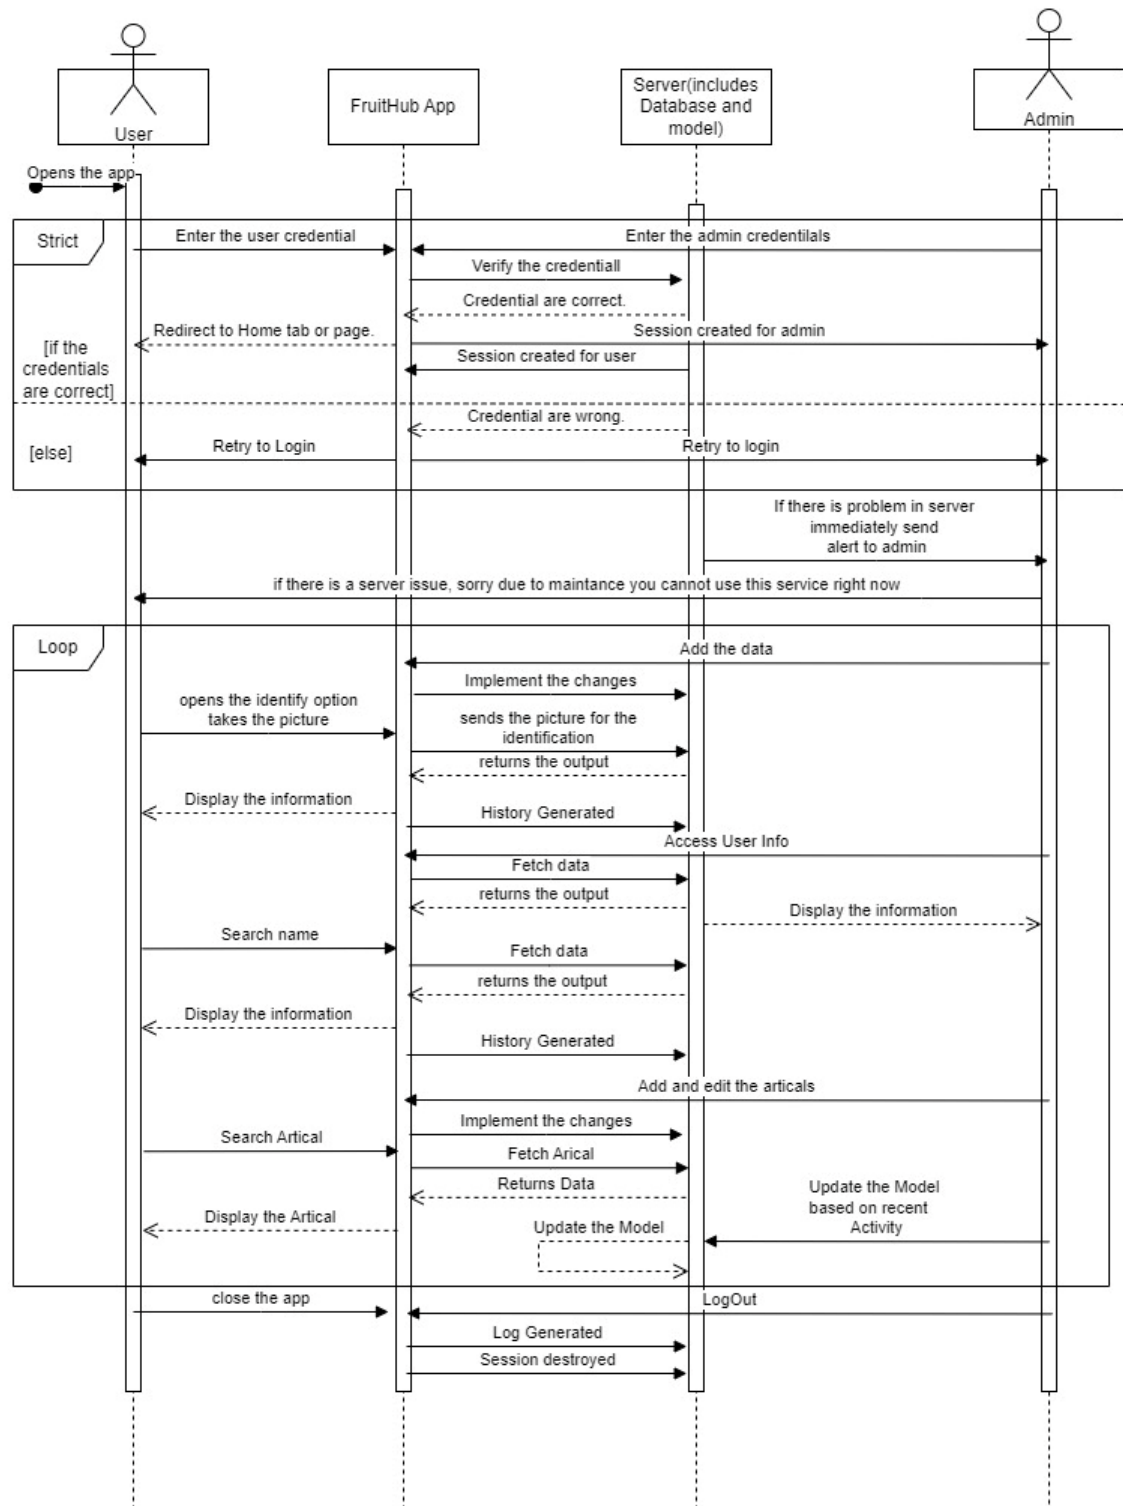 User
FruitHub App
Server(includes
Database and
model)
Admin
Opens the app
Strict
Enter the user credential
Enter the admin credentilals
Verify the credentiall
Credential are correct.
Redirect to Home tab or page.
Session created for admin
[if the
credentials
are correct]
Session created for user
Credential are wrong.
[else]
Retry to Login
Retry to login
If there is problem in server
immediately send
alert to admin
if there is a server issue, sorry due to maintance you cannot use this service right now
Loop
Add the data
Implement the changes
opens the identify option
takes the picture
sends the picture for the
identification
returns the output
Display the information
History Generated
Access User Info
Fetch data
returns the output
Display the information
Search name
Fetch data
returns the output
Display the information
History Generated
Add and edit the articals
Implement the changes
Search Artical
Fetch Arical
Returns Data
Update the Model
based on recent
Activity
Display the Artical
Update the Model
close the app
LogOut
Log Generated
Session destroyed